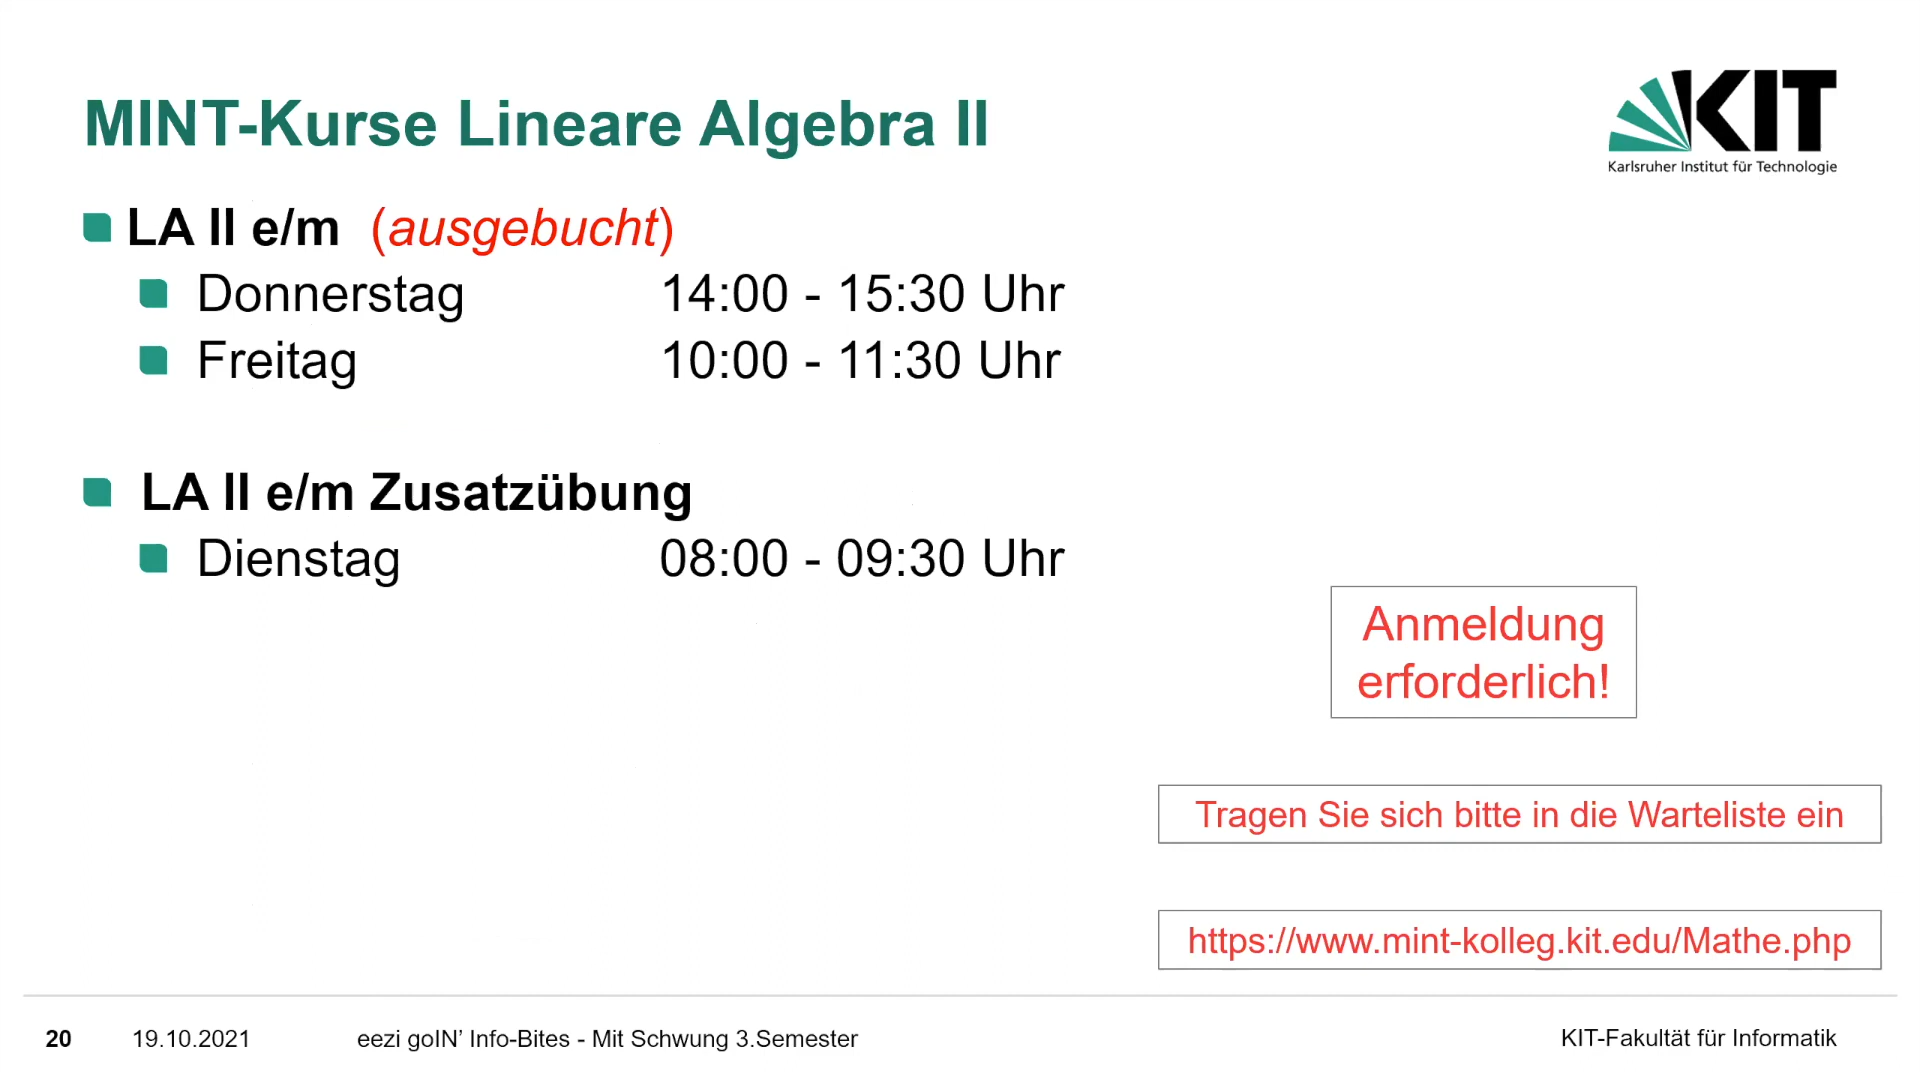 MINT-Kurse Lineare Algebra II
KIT
Karlsruher Institut für Technologie
LA II e/m (ausgebucht)
Donnerstag 14:00 - 15:30 Uhr
Freitag 10:00 - 11:30 Uhr
LA II e/m Zusatzübung
Dienstag 08:00 - 09:30 Uhr
Anmeldung
erforderlich!
Tragen Sie sich bitte in die Warteliste ein
https://www.mint-kolleg.kit.edu/Mathe.php
20 19.10.2021 eezi goIN’ Info-Bites - Mit Schwung 3.Semester KIT-Fakultät für Informatik